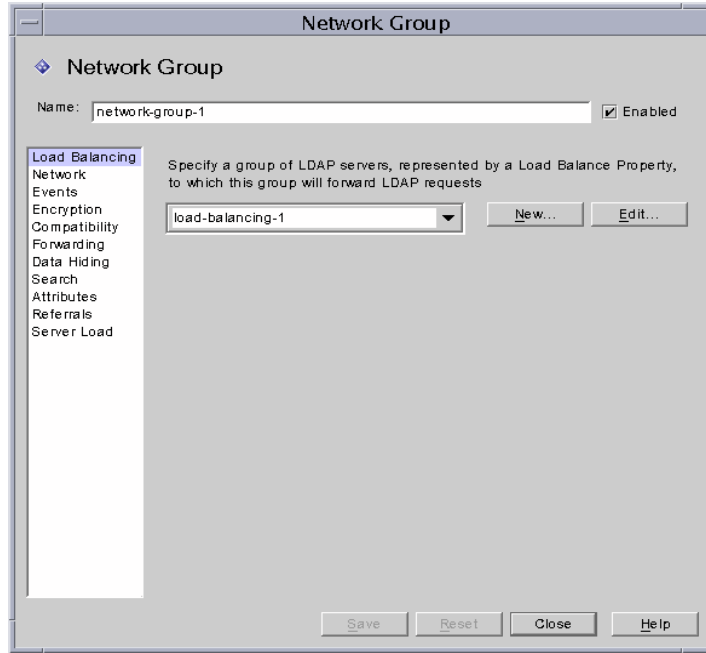 Network Group
Network Group
Name: network-group-1 Enabled
Load Balancing
Network
Events
Encryption
Compatibility
Forwarding
Data Hiding
Search
Attributes
Referrals
Server Load
Specify a group of LDAP servers, represented by a Load Balance Property,
to which this group will forward LDAP requests
load-balancing-1 New... Edit...
Save Reset Close Help